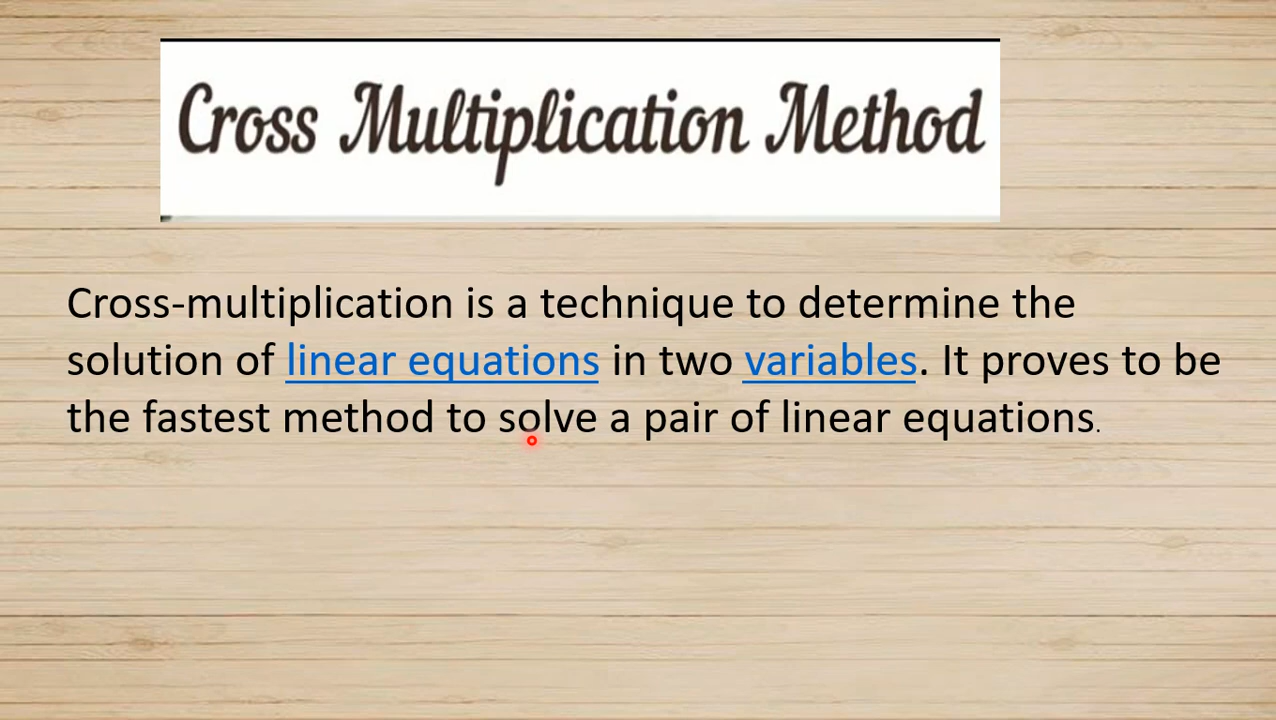 Cross Multiplication Method
Cross-multiplication is a technique to determine the
solution of linear equations in two variables. It proves to be
the fastest method to solve a pair of linear equations.